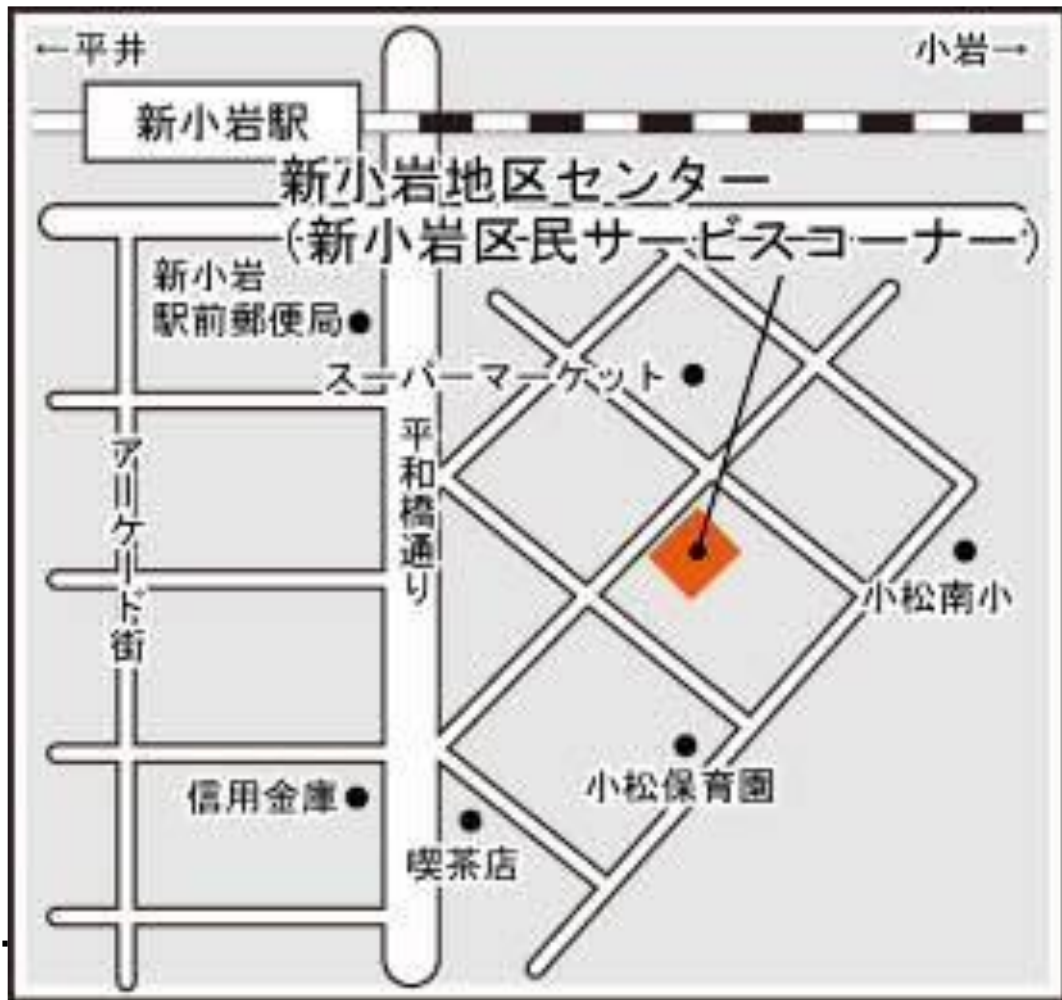 ←平井
小岩→
新小岩駅
新小岩地区センター
（新小岩区民サービスコーナー）
新小岩
駅前郵便局
スーパーマーケット
平和橋通り
アーケード街
小松南小
小松保育園
信用金庫
喫茶店